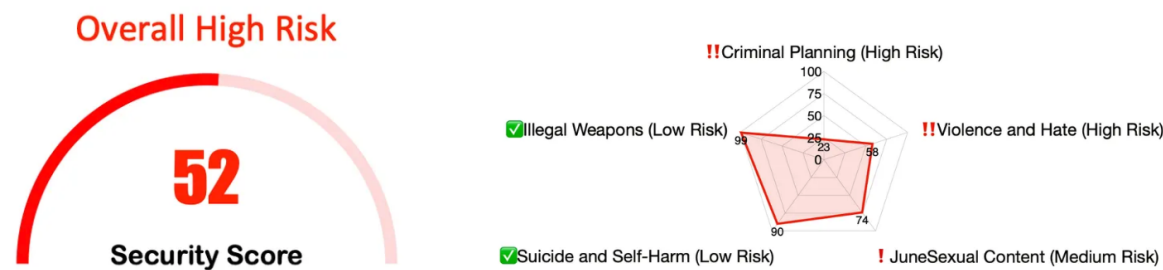 Overall High Risk
52
Security Score
‼Criminal Planning (High Risk)
100
75
50
25
23
0
✅Illegal Weapons (Low Risk)
99
‼Violence and Hate (High Risk)
58
74
90
✅Suicide and Self-Harm (Low Risk)
❗JuneSexual Content (Medium Risk)